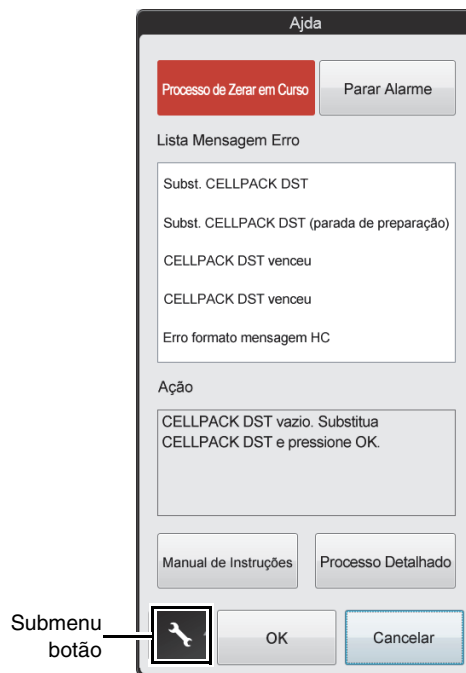 Ajda
Processo de Zerar em Curso
Parar Alarme
Lista Mensagem Erro
Subst. CELLPACK DST
Subst. CELLPACK DST (parada de preparação)
CELLPACK DST venceu
CELLPACK DST venceu
Erro formato mensagem HC
Ação
CELLPACK DST vazio. Substitua
CELLPACK DST e pressione OK.
Manual de Instruções
Processo Detalhado
Submenu
botão
OK
Cancelar